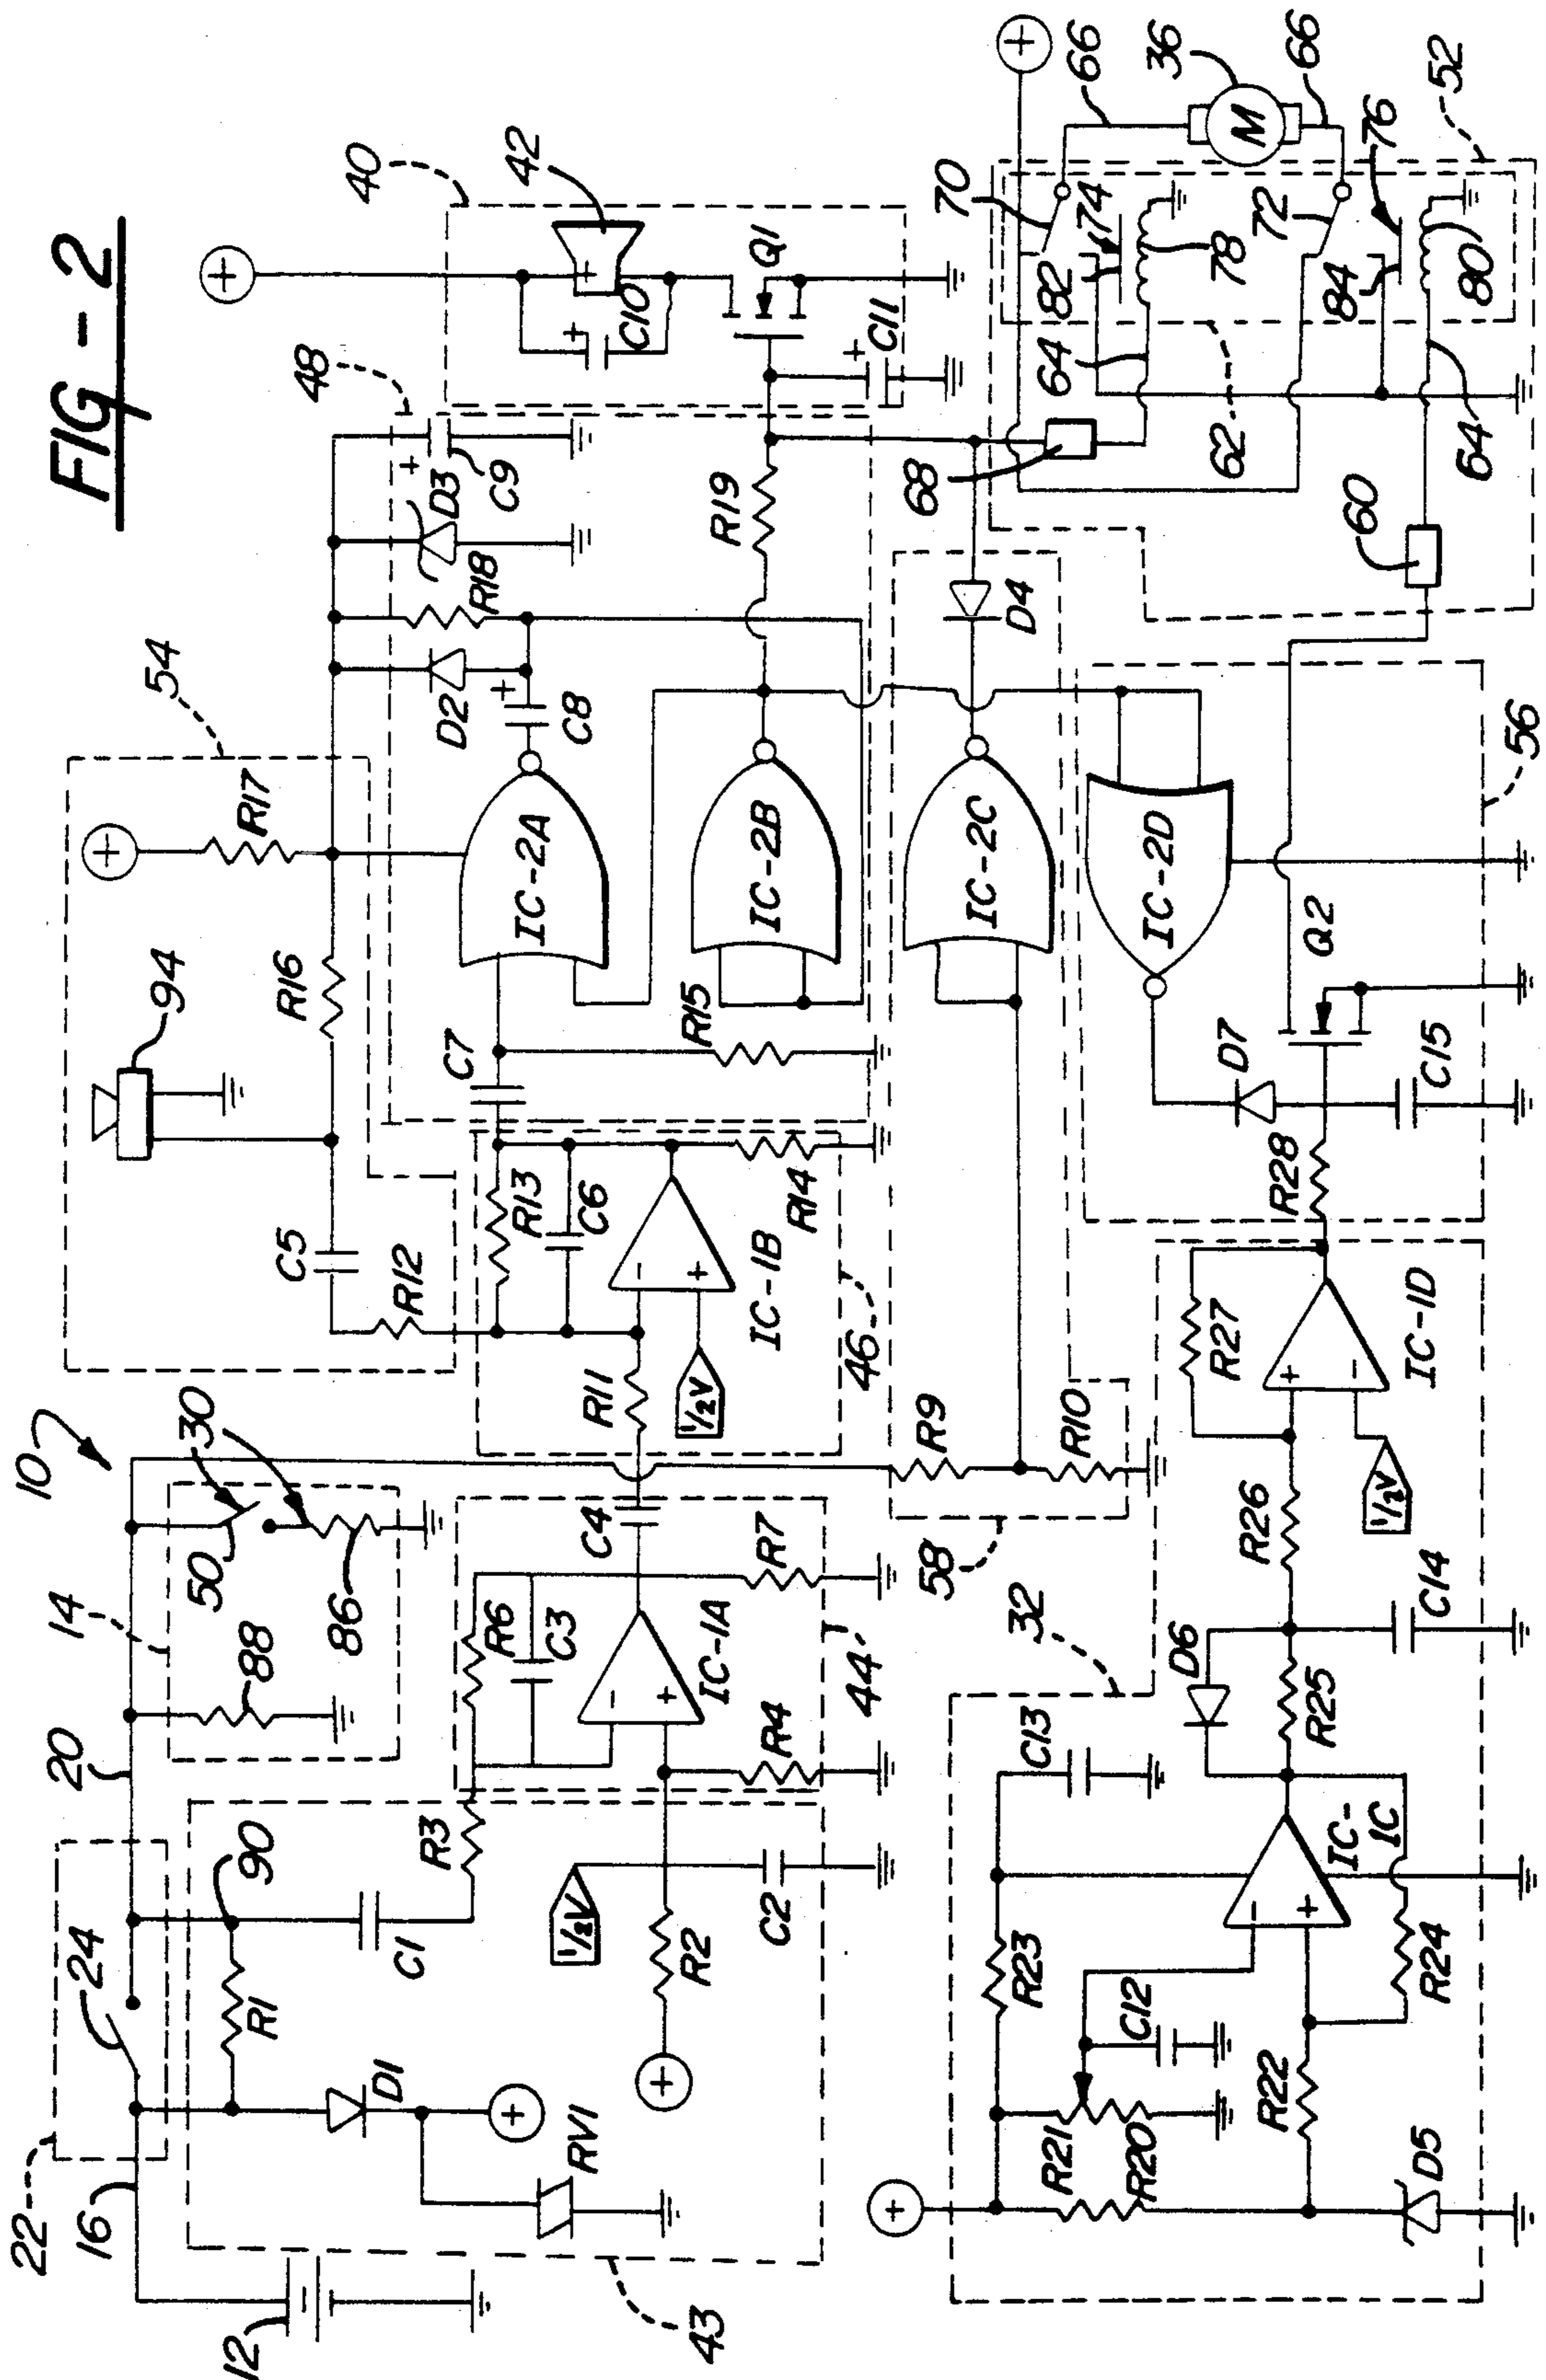 FIG - 2
10
22
24
16
20
14
50
30
88
86
90
12
D1
R1
C1
R3
RV1
43
+
+
R2
1/2V
C2
R6
C3
IC-1A
R4
R7
44
C4
-
+
54
94
C5
R12
R16
R17
+
R11
R13
C6
IC-1B
-
+
1/2V
R14
46
48
C7
R15
IC-2A
IC-2B
D2
R18
D3
C9
+
C8
+
R19
40
42
+
+
C10
Q1
C11
+
58
R9
R10
IC-2C
D4
68
52
+
66
36
M
66
70
74
82
78
64
62
72
76
84
80
64
60
56
IC-2D
Q2
D7
C15
R28
32
+
R21
R20
C12
R23
C13
R22
D5
-
+
IC-
IC
R24
D6
R25
C14
R26
R27
+
-
IC-1D
1/2V